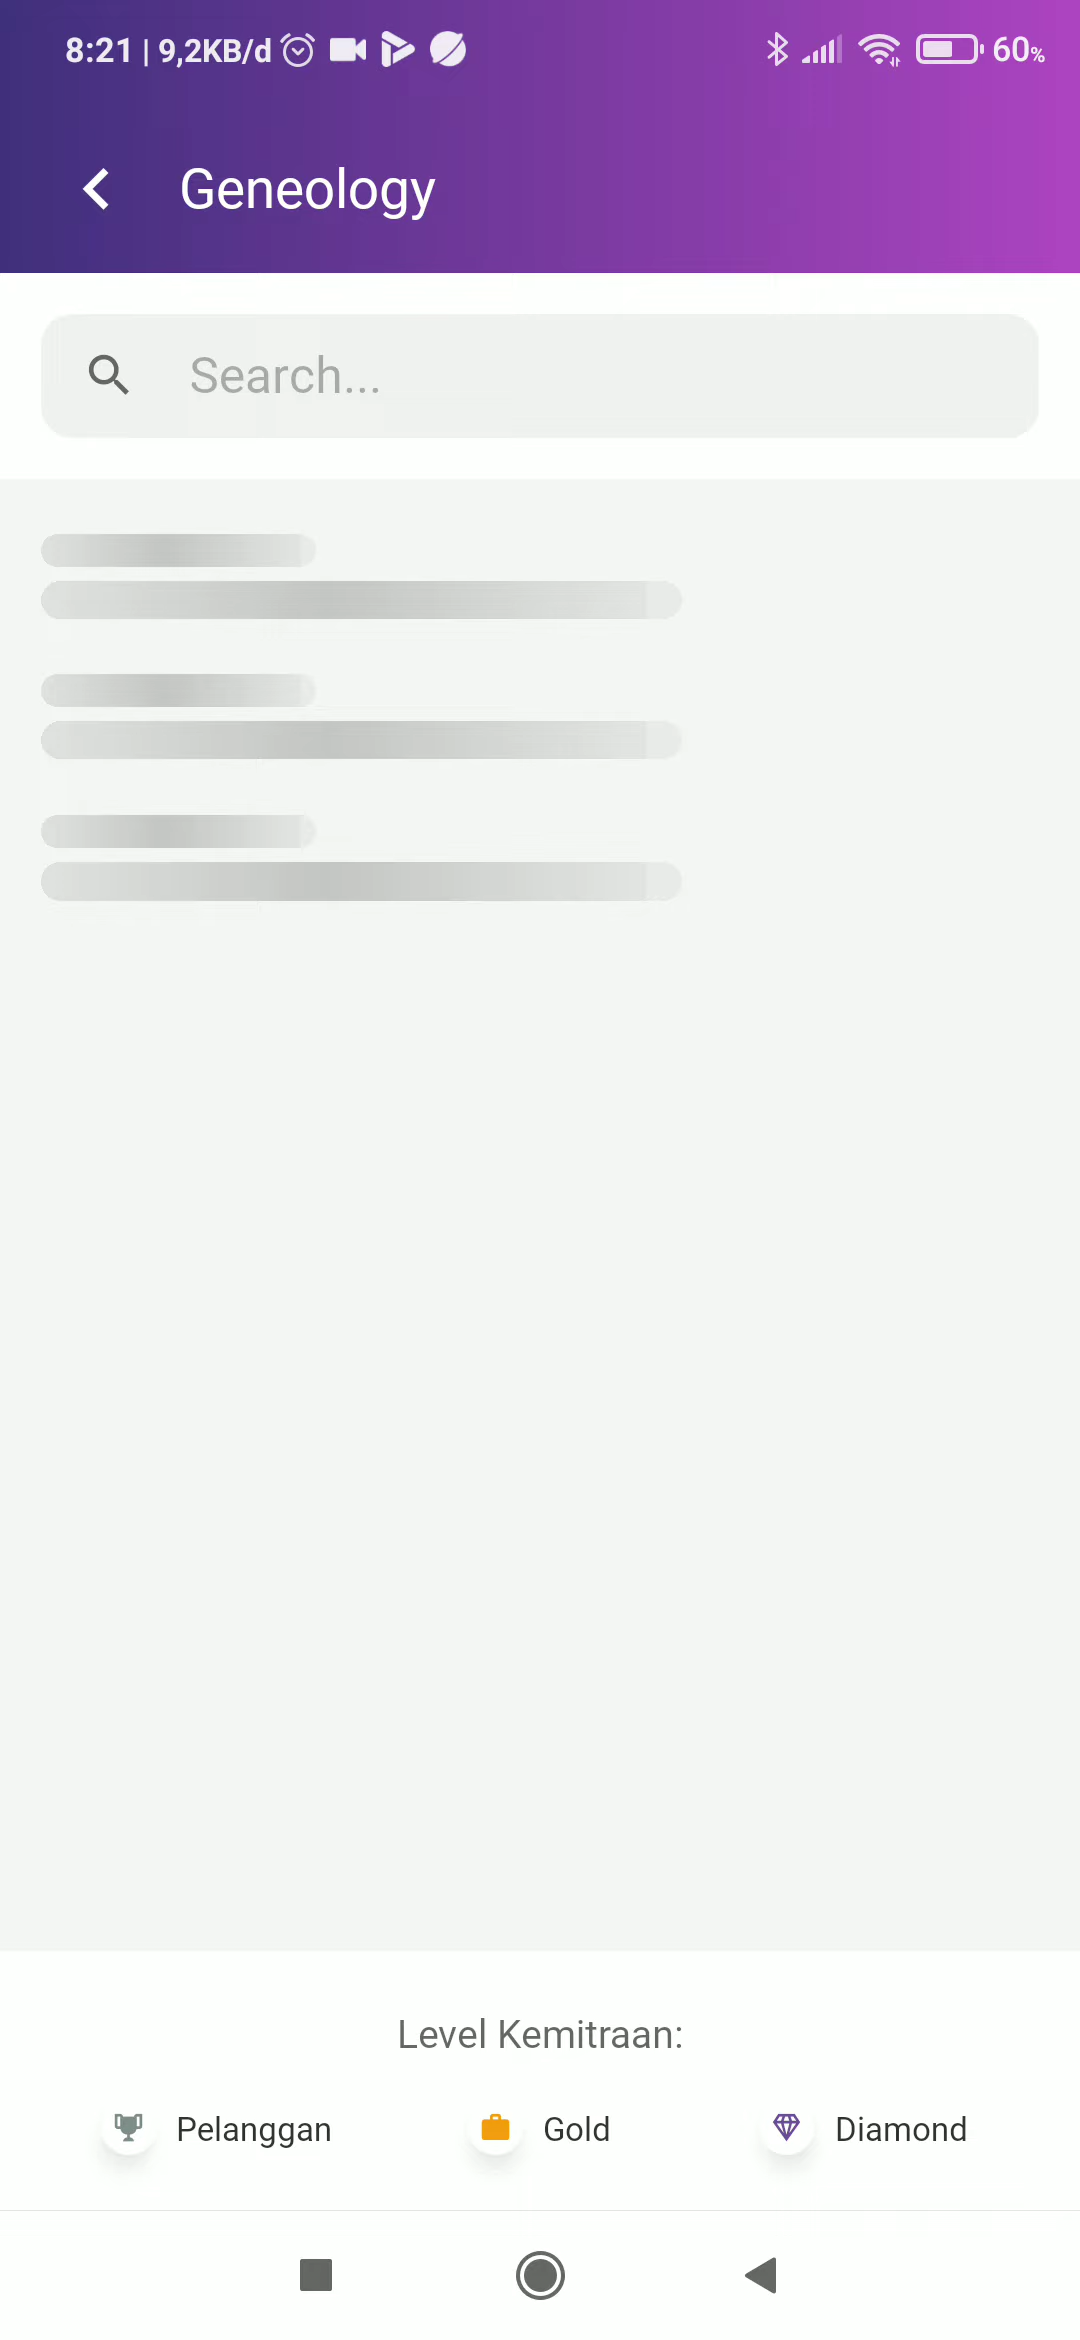 8:21 | 9,2KB/d 60%
Geneology
Search...
Level Kemitraan:
Pelanggan Gold Diamond